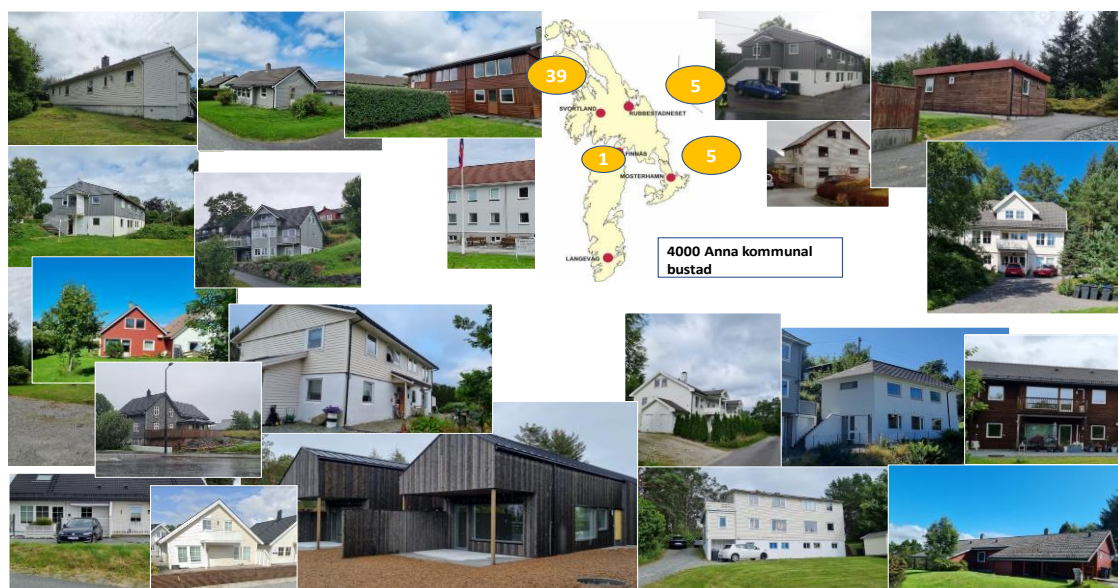 39
5
SVORTLAND
RUBBESTADNESET
1
FINNÅS
5
MOSTERHAMN
LANGEVÅG
4000 Anna kommunal
bustad